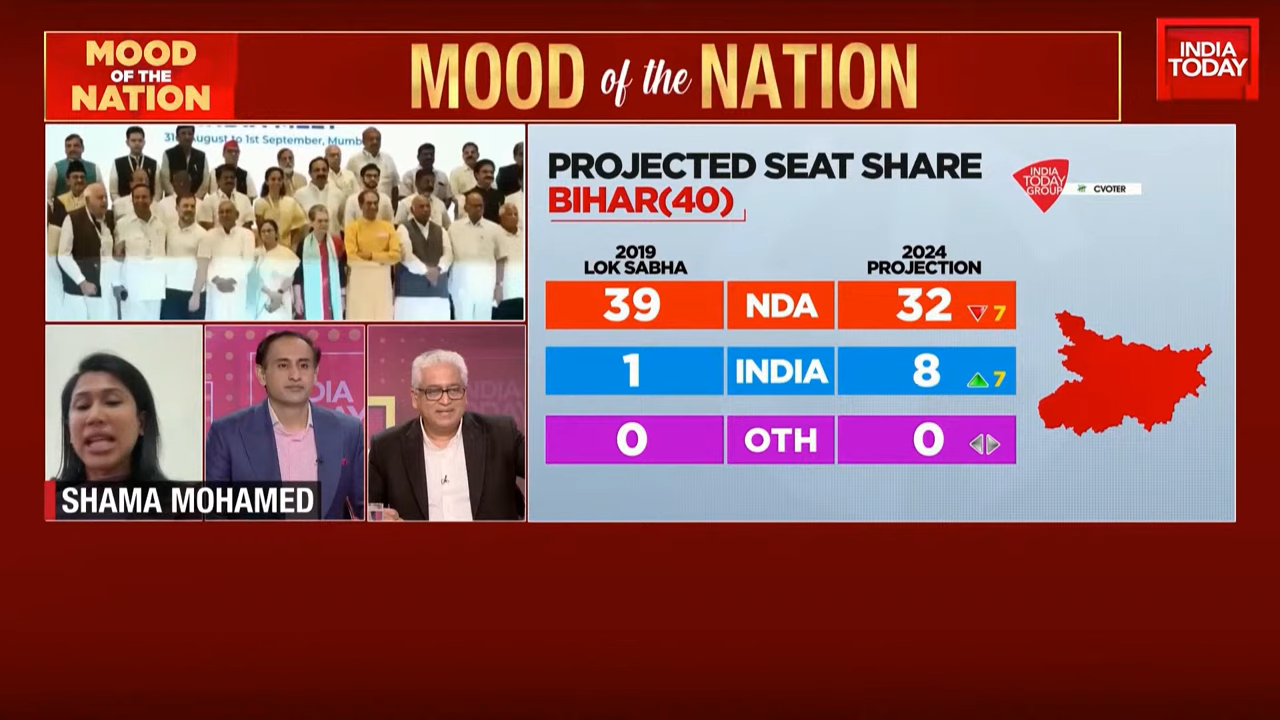 MOOD
OF THE
NATION
MOOD of the NATION
INDIA
TODAY
31 August to 1st September, Mumb
SHAMA MOHAMED
PROJECTED SEAT SHARE
BIHAR(40)
INDIA
TODAY
GROUP
CVOTER
2019
LOK SABHA
2024
PROJECTION
39 NDA 32 7
1 INDIA 8 7
0 OTH 0